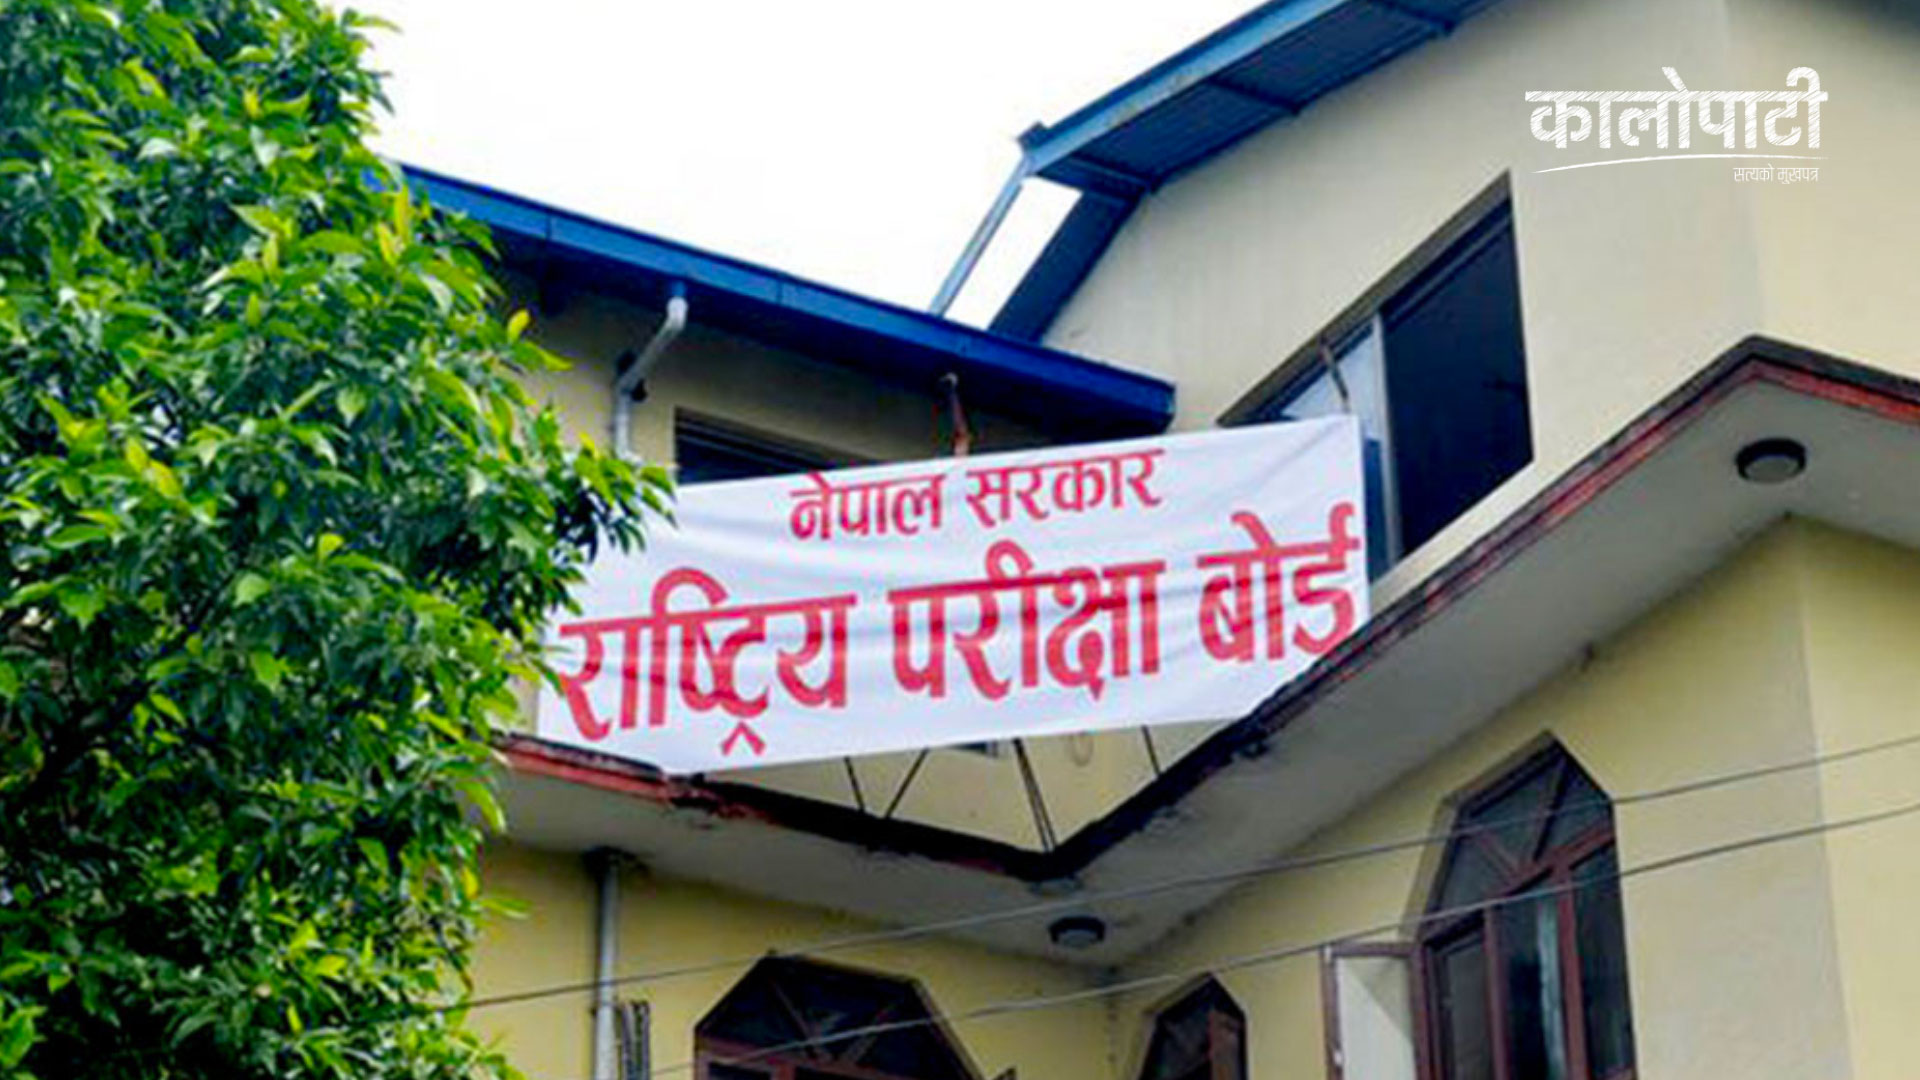 कालोपाटी
सत्यको मुखपत्र
नेपाल सरकार
राष्ट्रिय परीक्षा बोर्ड